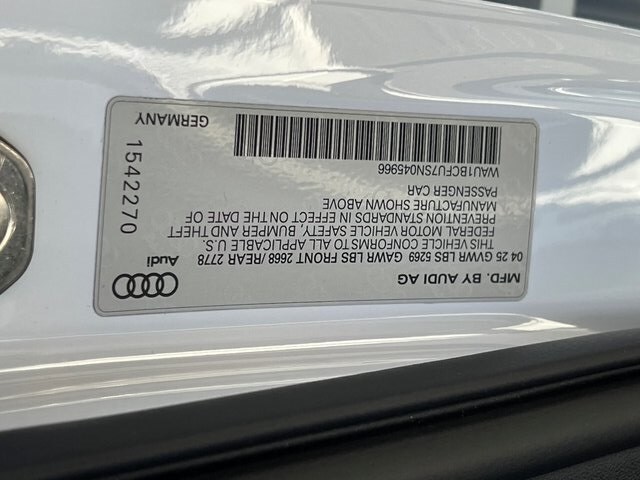 MFD. BY AUDI AG
04 25 GVWR LBS 5269 GAWR LBS FRONT 2668 /REAR 2778
THIS VEHICLE CONFORMS TO ALL APPLICABLE U.S.
FEDERAL MOTOR VEHICLE SAFETY, BUMPER AND THEFT
PREVENTION STANDARDS IN EFFECT ON THE DATE OF
MANUFACTURE SHOWN ABOVE
PASSENGER CAR
WAU1BCFU7SN045966
GERMANY
Audi
1542270